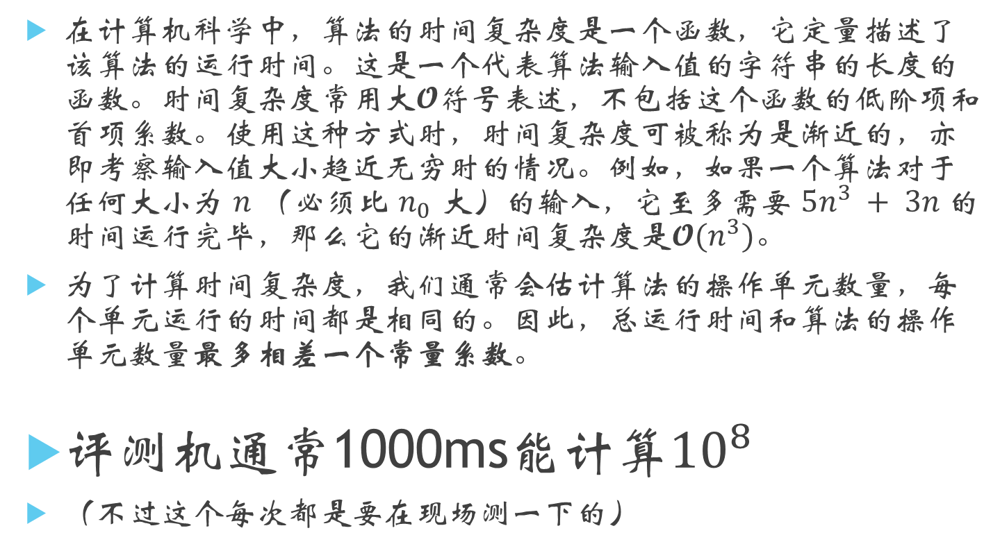 在计算机科学中，算法的时间复杂度是一个函数，它定量描述了
该算法的运行时间。这是一个代表算法输入值的字符串的长度的
函数。时间复杂度常用大𝓞符号表述，不包括这个函数的低阶项和
首项系数。使用这种方式时，时间复杂度可被称为是渐近的，亦
即考察输入值大小趋近无穷时的情况。例如，如果一个算法对于
任何大小为 n （必须比 n₀ 大）的输入，它至多需要 5n³ + 3n 的
时间运行完毕，那么它的渐近时间复杂度是𝓞(n³)。
为了计算时间复杂度，我们通常会估计算法的操作单元数量，每
个单元运行的时间都是相同的。因此，总运行时间和算法的操作
单元数量最多相差一个常量系数。
评测机通常1000ms能计算10⁸
（不过这个每次都是要在现场测一下的）